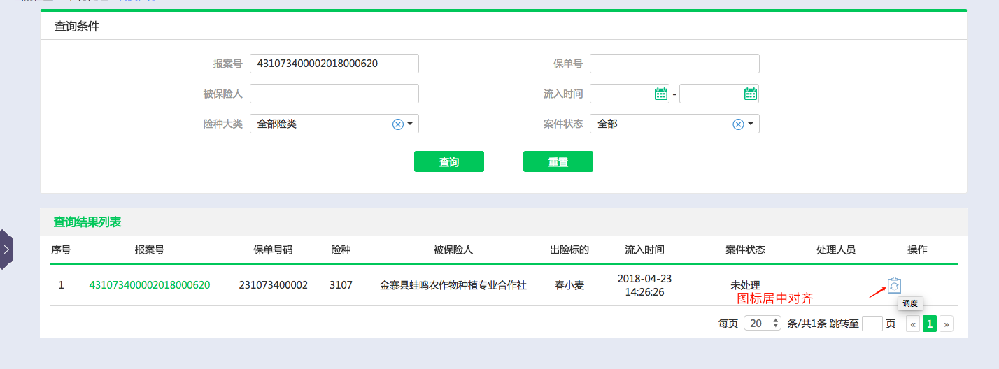 查询条件
报案号 431073400002018000620 保单号
被保险人 流入时间 -
险种大类 全部险类 案件状态 全部
查询 重置
查询结果列表
序号 报案号 保单号码 险种 被保险人 出险标的 流入时间 案件状态 处理人员 操作
1 431073400002018000620 231073400002 3107 金寨县蛙鸣农作物种植专业合作社 春小麦 2018-04-23 14:26:26 未处理
图标居中对齐
调度
每页 20 条/共1条 跳转至 页 « 1 »